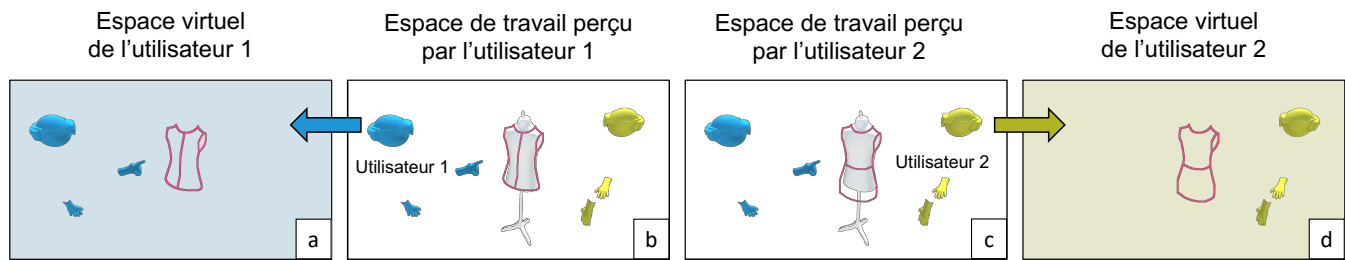 Espace virtuel
de l’utilisateur 1
Espace de travail perçu
par l’utilisateur 1
Espace de travail perçu
par l’utilisateur 2
Espace virtuel
de l’utilisateur 2
a
Utilisateur 1
b
Utilisateur 2
c
d